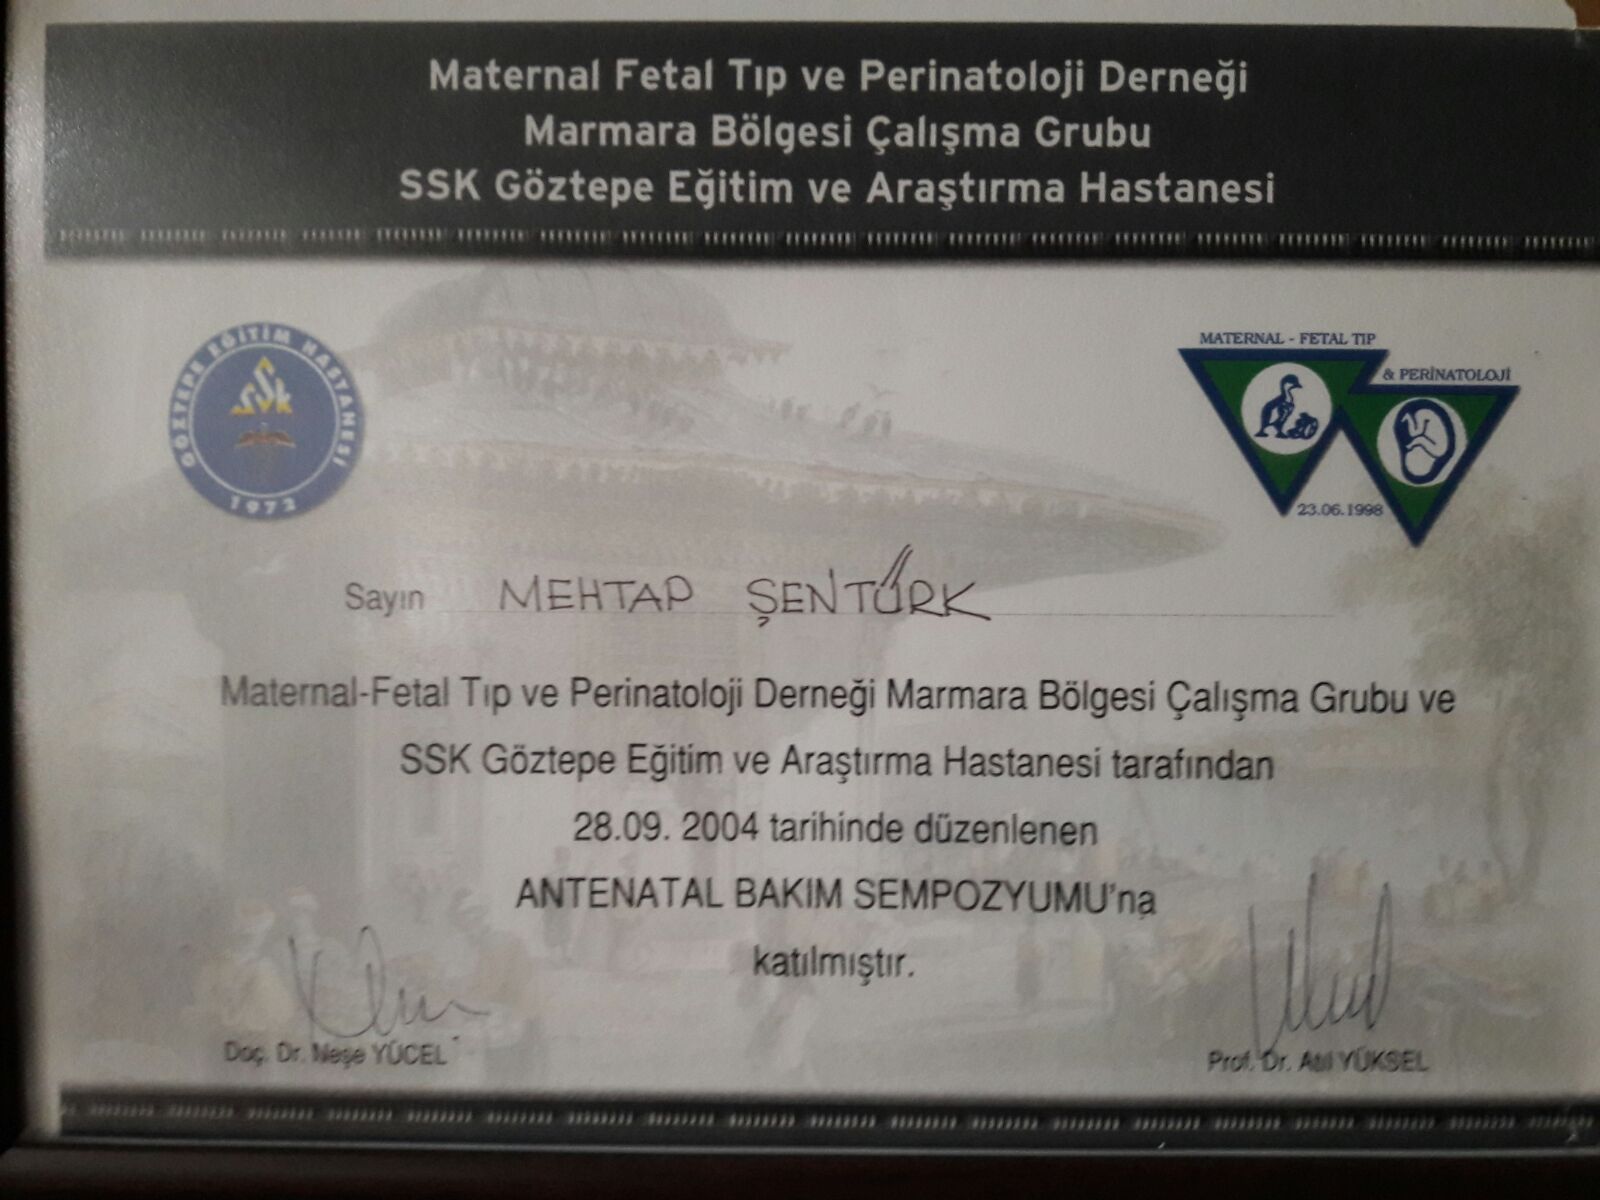 Maternal Fetal Tıp ve Perinatoloji Derneği
Marmara Bölgesi Çalışma Grubu
SSK Göztepe Eğitim ve Araştırma Hastanesi
GÖZTEPE EĞİTİM HASTANESİ
SSK
1972
MATERNAL - FETAL TIP
& PERİNATOLOJİ
23.06.1998
Sayın MEHTAP ŞENTÜRK
Maternal-Fetal Tıp ve Perinatoloji Derneği Marmara Bölgesi Çalışma Grubu ve
SSK Göztepe Eğitim ve Araştırma Hastanesi tarafından
28.09. 2004 tarihinde düzenlenen
ANTENATAL BAKIM SEMPOZYUMU'na
katılmıştır.
Doç. Dr. Neşe YÜCEL
Prof. Dr. Atıl YÜKSEL